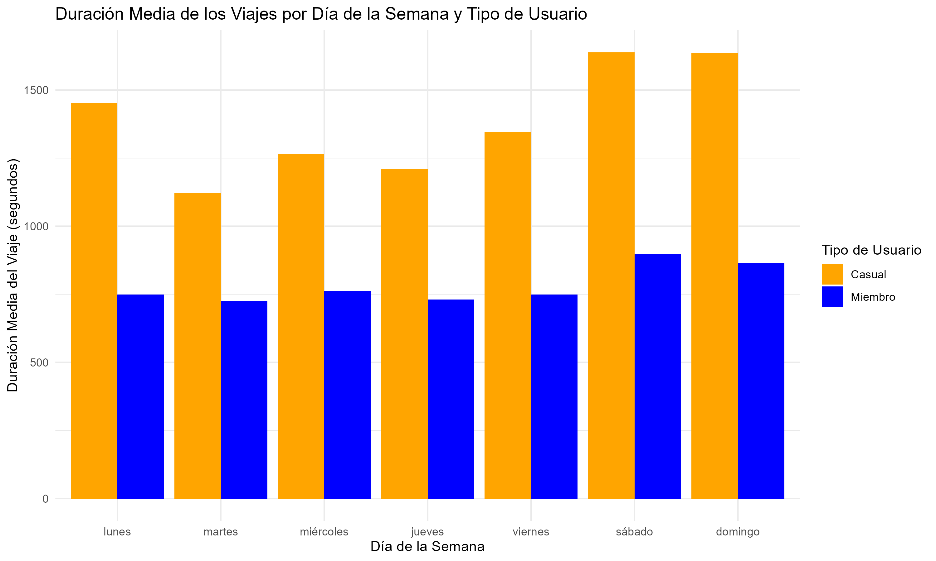 Duración Media de los Viajes por Día de la Semana y Tipo de Usuario
Duración Media del Viaje (segundos)
1500
1000
500
0
lunes martes miércoles jueves viernes sábado domingo
Día de la Semana
Tipo de Usuario
Casual
Miembro